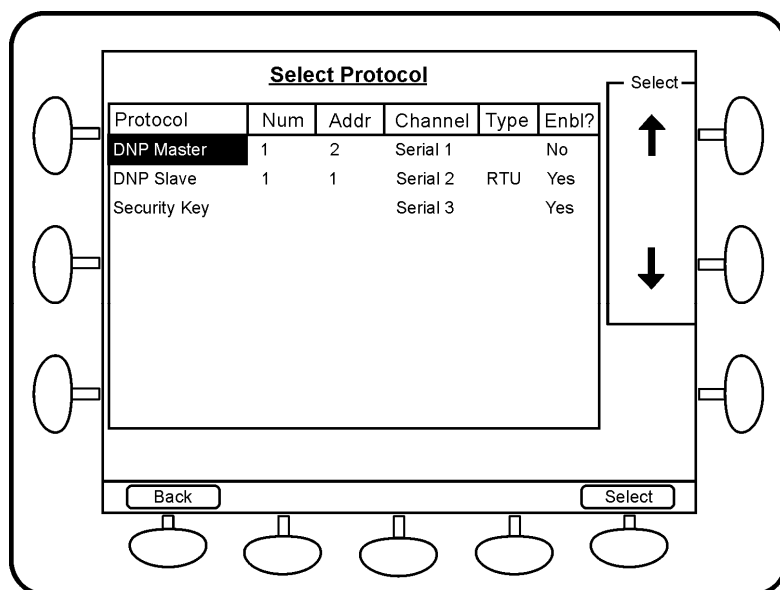 Select Protocol
Select
Protocol Num Addr Channel Type Enbl?
DNP Master 1 2 Serial 1 No
DNP Slave 1 1 Serial 2 RTU Yes
Security Key Serial 3 Yes
Back Select